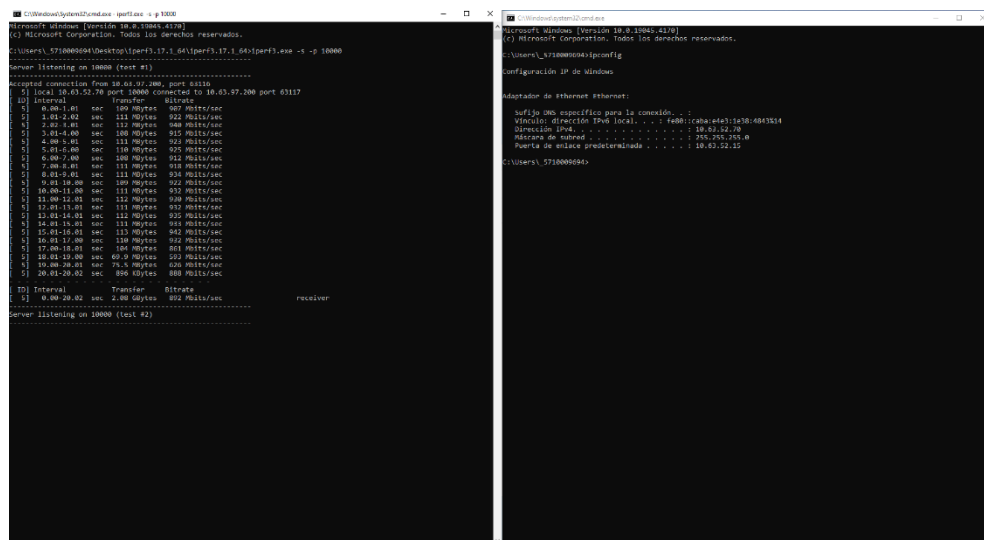 C:\Windows\System32\cmd.exe - iperf3.exe -s -p 10000
Microsoft Windows [Versión 10.0.19045.4170]
(c) Microsoft Corporation. Todos los derechos reservados.
C:\Users\_5710009694\Desktop\iperf3.17.1_64\iperf3.17.1_64>iperf3.exe -s -p 10000
-----------------------------------------------------------
Server listening on 10000 (test #1)
-----------------------------------------------------------
Accepted connection from 10.63.97.200, port 63116
[  5] local 10.63.52.70 port 10000 connected to 10.63.97.200 port 63117
[ ID] Interval           Transfer     Bitrate
[  5]   0.00-1.01   sec   109 MBytes   907 Mbits/sec
[  5]   1.01-2.02   sec   111 MBytes   922 Mbits/sec
[  5]   2.02-3.01   sec   112 MBytes   940 Mbits/sec
[  5]   3.01-4.00   sec   108 MBytes   915 Mbits/sec
[  5]   4.00-5.01   sec   111 MBytes   923 Mbits/sec
[  5]   5.01-6.00   sec   110 MBytes   925 Mbits/sec
[  5]   6.00-7.00   sec   108 MBytes   912 Mbits/sec
[  5]   7.00-8.01   sec   111 MBytes   918 Mbits/sec
[  5]   8.01-9.01   sec   111 MBytes   934 Mbits/sec
[  5]   9.01-10.00  sec   109 MBytes   922 Mbits/sec
[  5]  10.00-11.00  sec   111 MBytes   932 Mbits/sec
[  5]  11.00-12.01  sec   112 MBytes   930 Mbits/sec
[  5]  12.01-13.01  sec   111 MBytes   932 Mbits/sec
[  5]  13.01-14.01  sec   112 MBytes   935 Mbits/sec
[  5]  14.01-15.01  sec   111 MBytes   933 Mbits/sec
[  5]  15.01-16.01  sec   113 MBytes   942 Mbits/sec
[  5]  16.01-17.00  sec   110 MBytes   932 Mbits/sec
[  5]  17.00-18.01  sec   104 MBytes   861 Mbits/sec
[  5]  18.01-19.00  sec  69.9 MBytes   593 Mbits/sec
[  5]  19.00-20.01  sec  75.5 MBytes   626 Mbits/sec
[  5]  20.01-20.02  sec   896 KBytes   888 Mbits/sec
- - - - - - - - - - - - - - - - - - - - - - - - -
[ ID] Interval           Transfer     Bitrate
[  5]   0.00-20.02  sec  2.08 GBytes   892 Mbits/sec                  receiver
-----------------------------------------------------------
Server listening on 10000 (test #2)
-----------------------------------------------------------
C:\Windows\system32\cmd.exe
Microsoft Windows [Versión 10.0.19045.4170]
(c) Microsoft Corporation. Todos los derechos reservados.
C:\Users\_5710009694>ipconfig
Configuración IP de Windows
Adaptador de Ethernet Ethernet:
Sufijo DNS específico para la conexión. . :
Vínculo: dirección IPv6 local. . . : fe80::caba:e4e3:1e38:4843%14
Dirección IPv4. . . . . . . . . . . . . . : 10.63.52.70
Máscara de subred . . . . . . . . . . . . : 255.255.255.0
Puerta de enlace predeterminada . . . . . : 10.63.52.15
C:\Users\_5710009694>